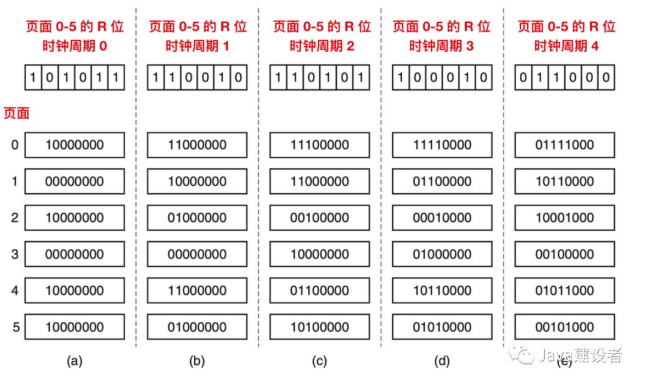 页面 0-5 的 R 位 页面 0-5 的 R 位 页面 0-5 的 R 位 页面 0-5 的 R 位 页面 0-5 的 R 位
时钟周期 0 时钟周期 1 时钟周期 2 时钟周期 3 时钟周期 4
1 0 1 0 1 1 1 1 0 0 1 0 1 1 0 1 0 1 1 0 0 0 1 0 0 1 1 0 0 0
页面
0 10000000 11000000 11100000 11110000 01111000
1 00000000 10000000 11000000 01100000 10110000
2 10000000 01000000 00100000 00010000 10001000
3 00000000 00000000 10000000 01000000 00100000
4 10000000 11000000 01100000 10110000 01011000
5 10000000 01000000 10100000 01010000 00101000
(a) (b) (c) (d) (e)
Java建设者